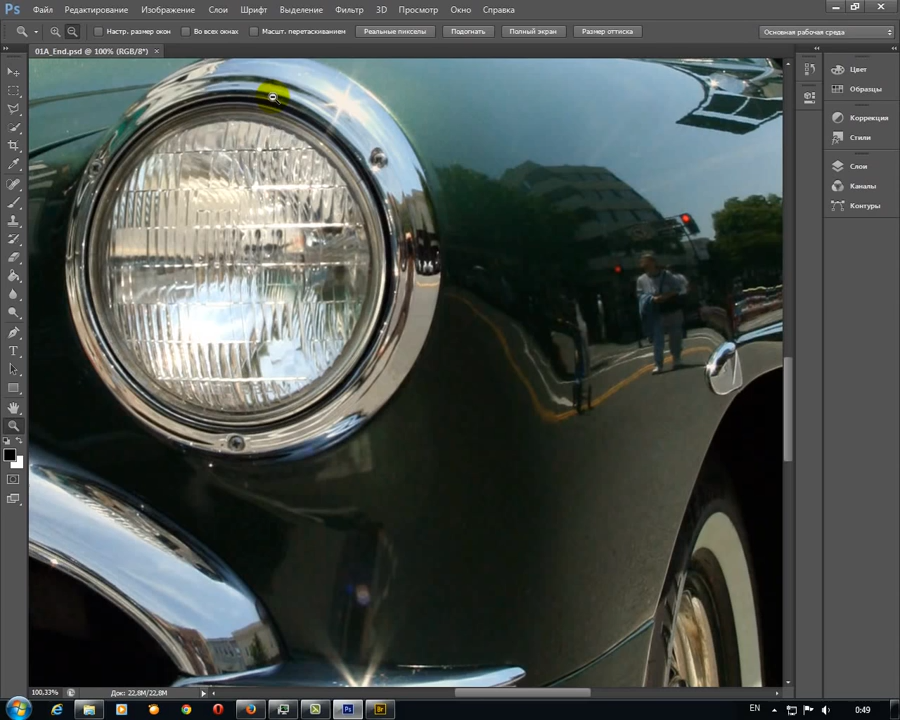 Ps Файл Редактирование Изображение Слои Шрифт Выделение Фильтр 3D Просмотр Окно Справка
Настр. размер окон Во всех окнах Масшт. перетаскиванием Реальные пикселы Подогнать Полный экран Размер оттиска Основная рабочая среда
01A_End.psd @ 100% (RGB/8*) ×
Цвет
Образцы
Коррекция
Стили
Слои
Каналы
Контуры
100,33% Док: 22,8M/22,8M
Ps Br EN 0:49